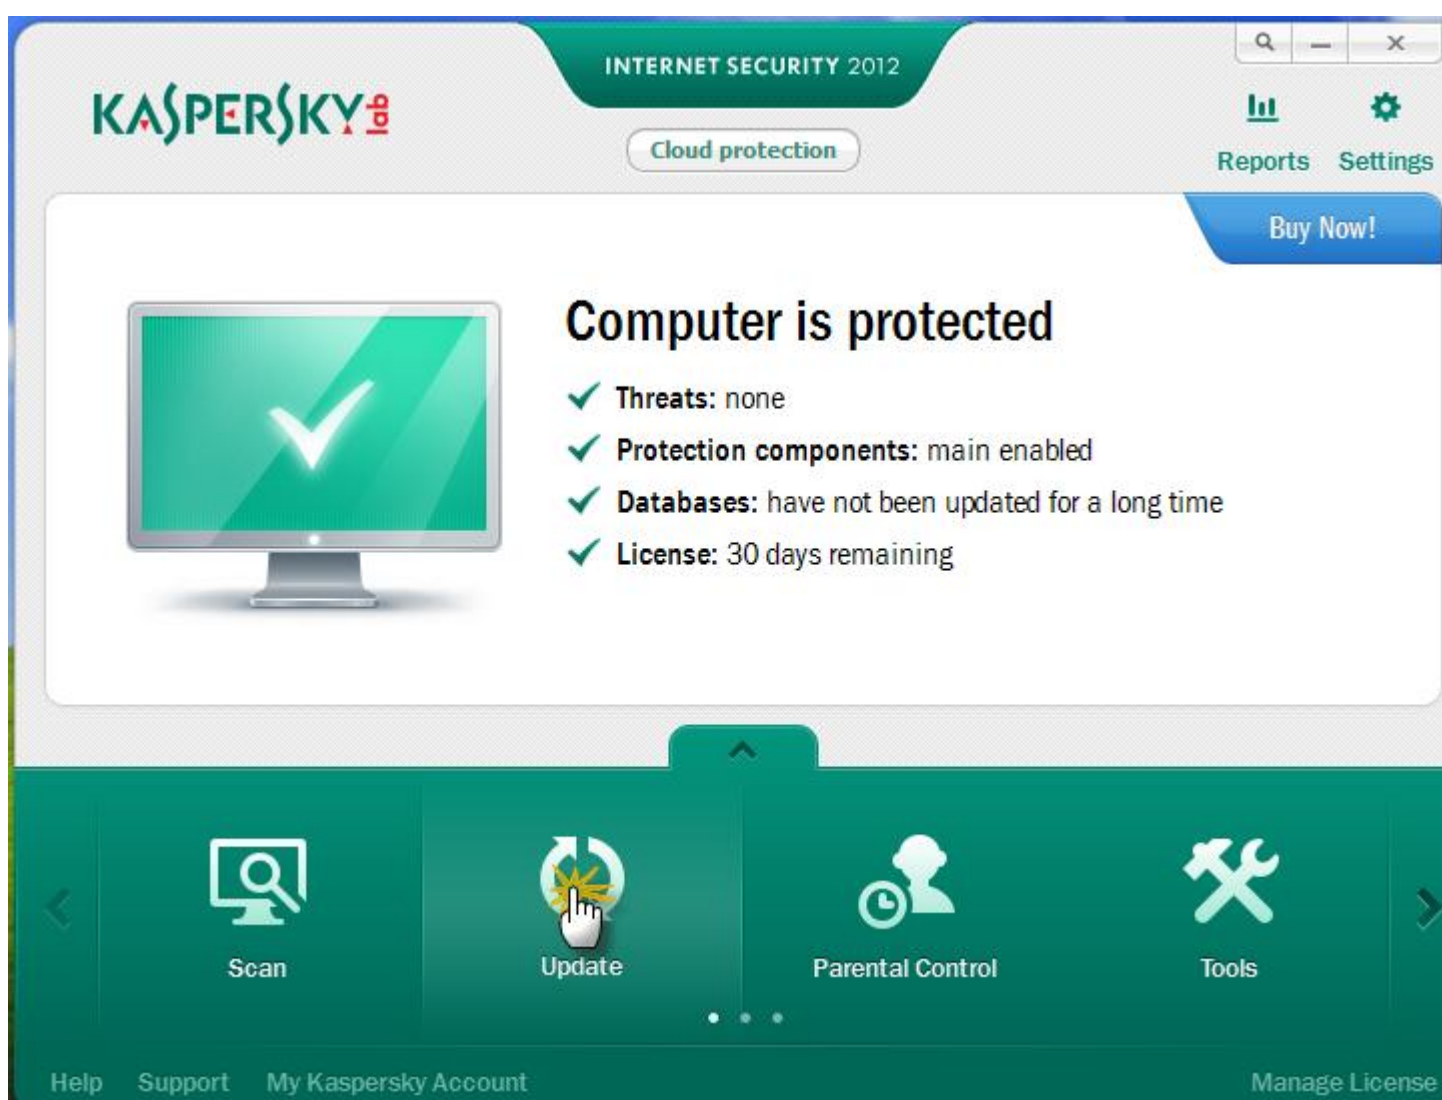 INTERNET SECURITY 2012
KASPERSKY lab
Cloud protection
Reports Settings
Buy Now!
Computer is protected
Threats: none
Protection components: main enabled
Databases: have not been updated for a long time
License: 30 days remaining
Scan Update Parental Control Tools
Help Support My Kaspersky Account Manage License